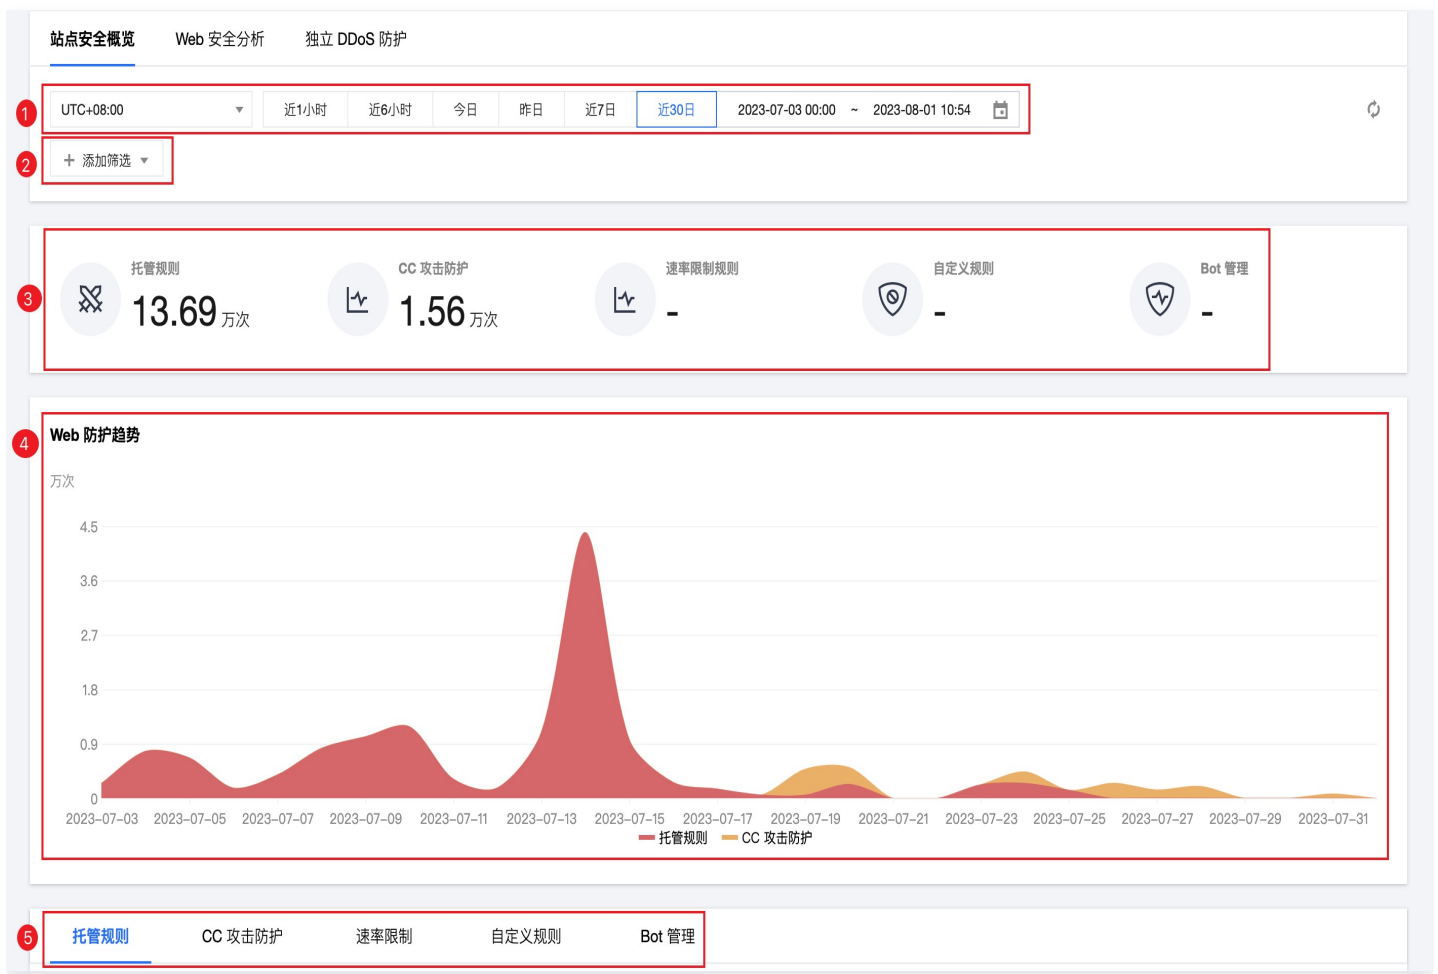 站点安全概览 Web 安全分析 独立 DDoS 防护
1 UTC+08:00 近1小时 近6小时 今日 昨日 近7日 近30日 2023-07-03 00:00 ~ 2023-08-01 10:54
2 + 添加筛选
托管规则 CC 攻击防护 速率限制规则 自定义规则 Bot 管理
3 13.69 万次 1.56 万次 - - -
4 Web 防护趋势
万次
4.5
3.6
2.7
1.8
0.9
0
2023-07-03 2023-07-05 2023-07-07 2023-07-09 2023-07-11 2023-07-13 2023-07-15 2023-07-17 2023-07-19 2023-07-21 2023-07-23 2023-07-25 2023-07-27 2023-07-29 2023-07-31
托管规则 CC 攻击防护
5 托管规则 CC 攻击防护 速率限制 自定义规则 Bot 管理